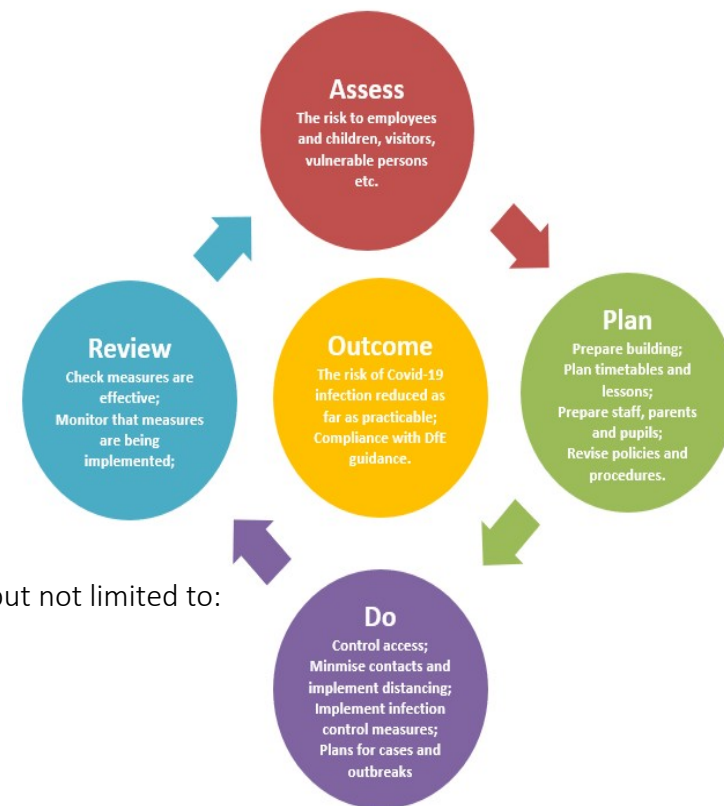 Assess
The risk to employees
and children, visitors,
vulnerable persons
etc.
Review
Check measures are
effective;
Monitor that measures
are being
implemented;
Outcome
The risk of Covid-19
infection reduced as
far as practicable;
Compliance with DfE
guidance.
Plan
Prepare building;
Plan timetables and
lessons;
Prepare staff, parents
and pupils;
Revise policies and
procedures.
but not limited to:
Do
Control access;
Minmise contacts and
implement distancing;
Implement infection
control measures;
Plans for cases and
outbreaks